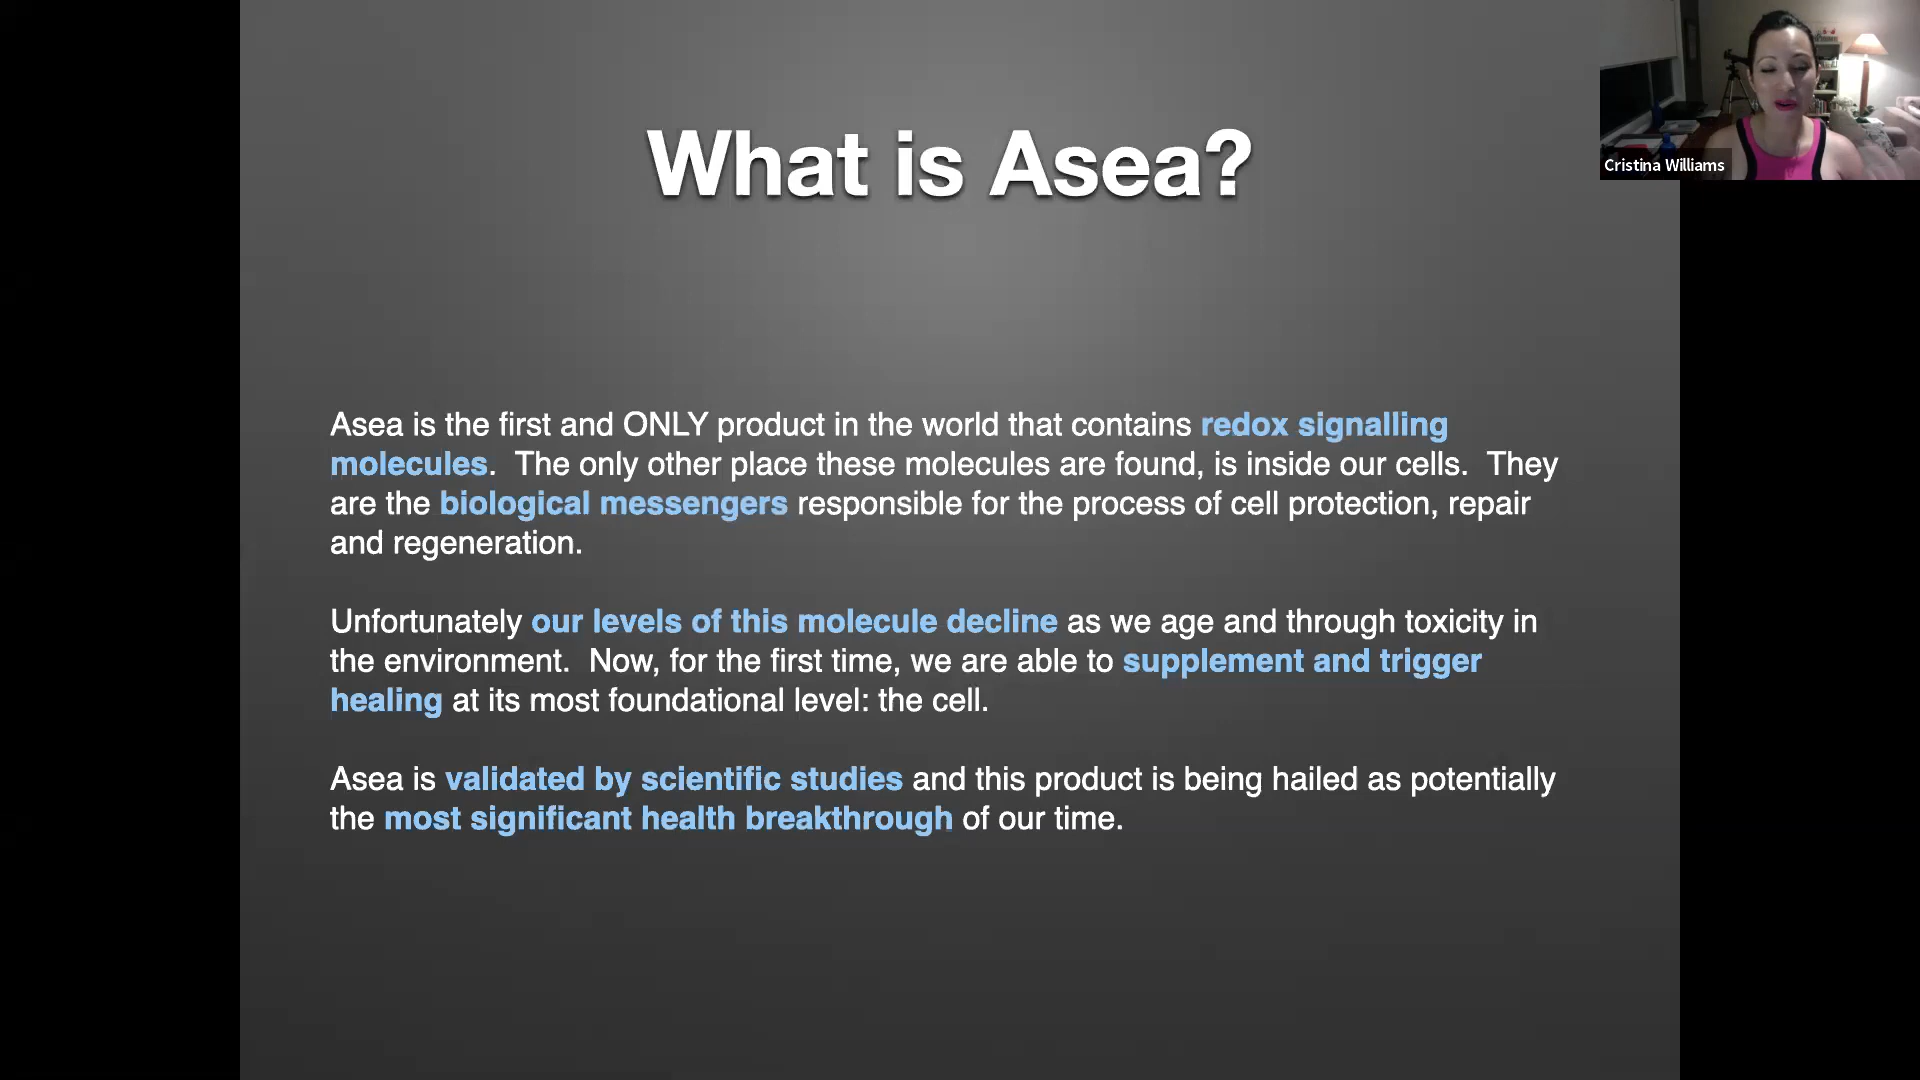 What is Asea?
Cristina Williams
Asea is the first and ONLY product in the world that contains redox signalling
molecules.  The only other place these molecules are found, is inside our cells.  They
are the biological messengers responsible for the process of cell protection, repair
and regeneration.
Unfortunately our levels of this molecule decline as we age and through toxicity in
the environment.  Now, for the first time, we are able to supplement and trigger
healing at its most foundational level: the cell.
Asea is validated by scientific studies and this product is being hailed as potentially
the most significant health breakthrough of our time.